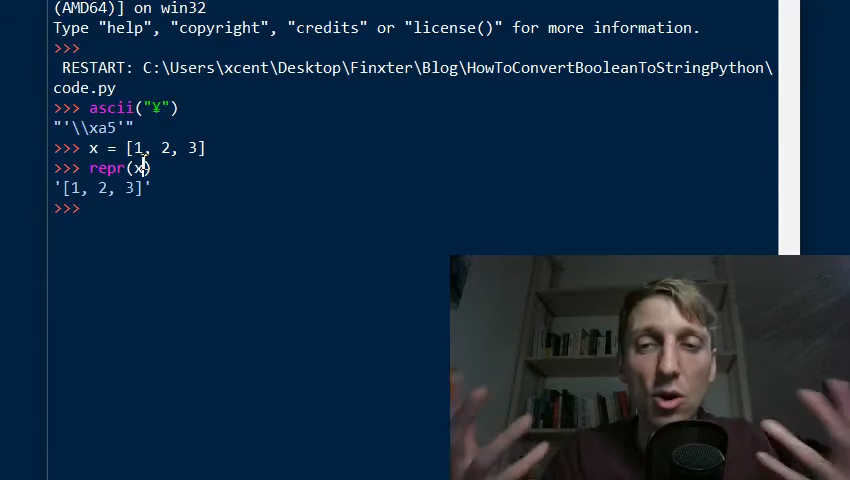 (AMD64)] on win32
Type "help", "copyright", "credits" or "license()" for more information.
>>>
RESTART: C:\Users\xcent\Desktop\Finxter\Blog\HowToConvertBooleanToStringPython\
code.py
>>> ascii("¥")
"'\\xa5'"
>>> x = [1, 2, 3]
>>> repr(x)
'[1, 2, 3]'
>>>